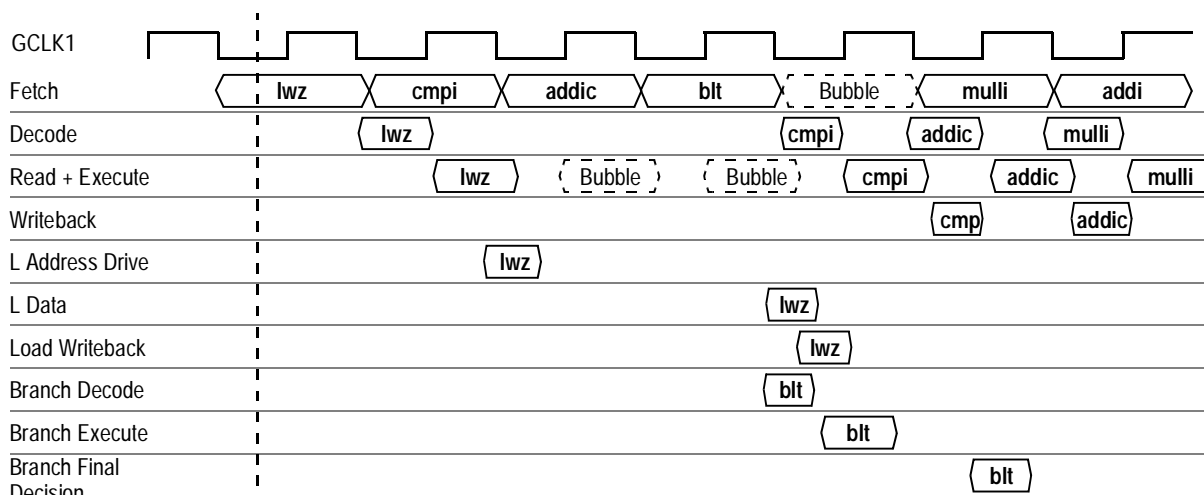 GCLK1
Fetch lwz cmpi addic blt Bubble mulli addi
Decode lwz cmpi addic mulli
Read + Execute lwz Bubble Bubble cmpi addic mulli
Writeback cmp addic
L Address Drive lwz
L Data lwz
Load Writeback lwz
Branch Decode blt
Branch Execute blt
Branch Final blt
Decision